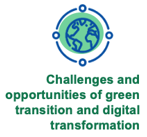 Challenges and
opportunities of green
transition and digital
transformation